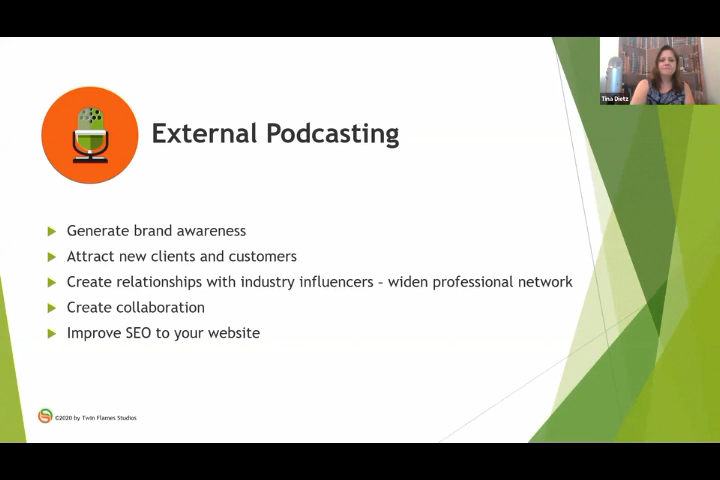 Tina Dietz
External Podcasting
Generate brand awareness
Attract new clients and customers
Create relationships with industry influencers – widen professional network
Create collaboration
Improve SEO to your website
©2020 by Twin Flames Studios